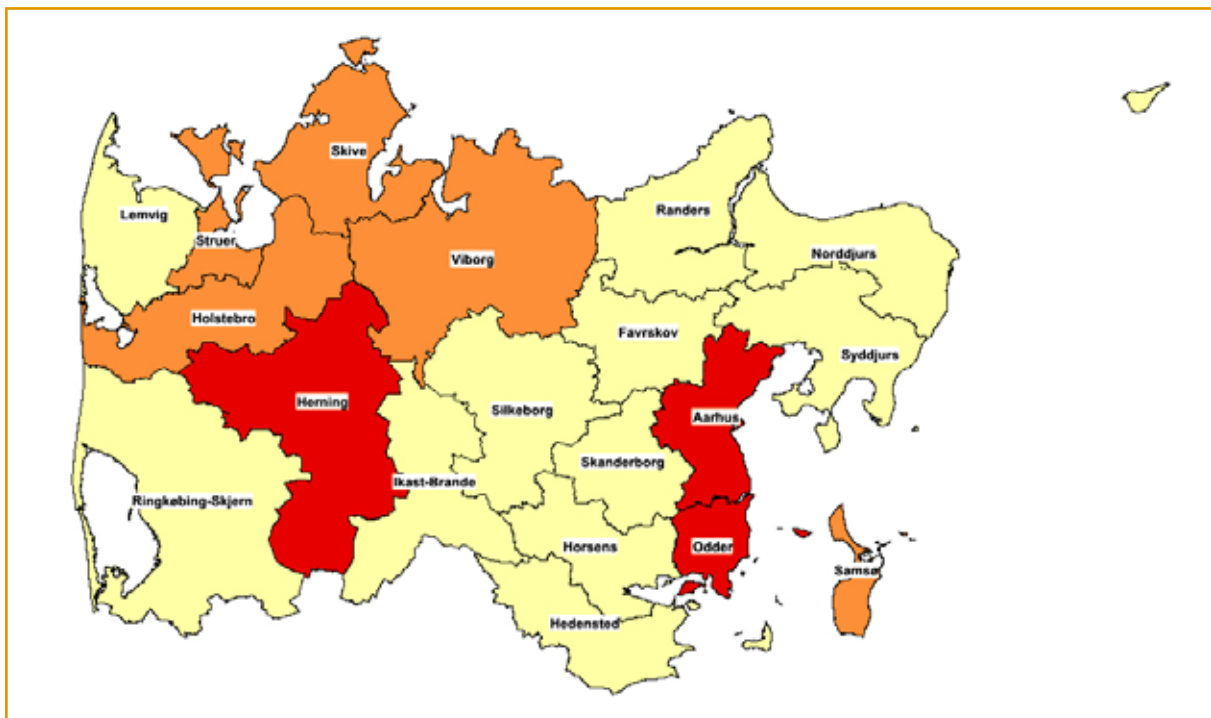 Skive
Lemvig
Randers
Struer
Norddjurs
Viborg
Holstebro
Favrskov
Syddjurs
Herning
Silkeborg
Aarhus
Skanderborg
Ikast-Brande
Ringkøbing-Skjern
Horsens
Odder
Samsø
Hedensted